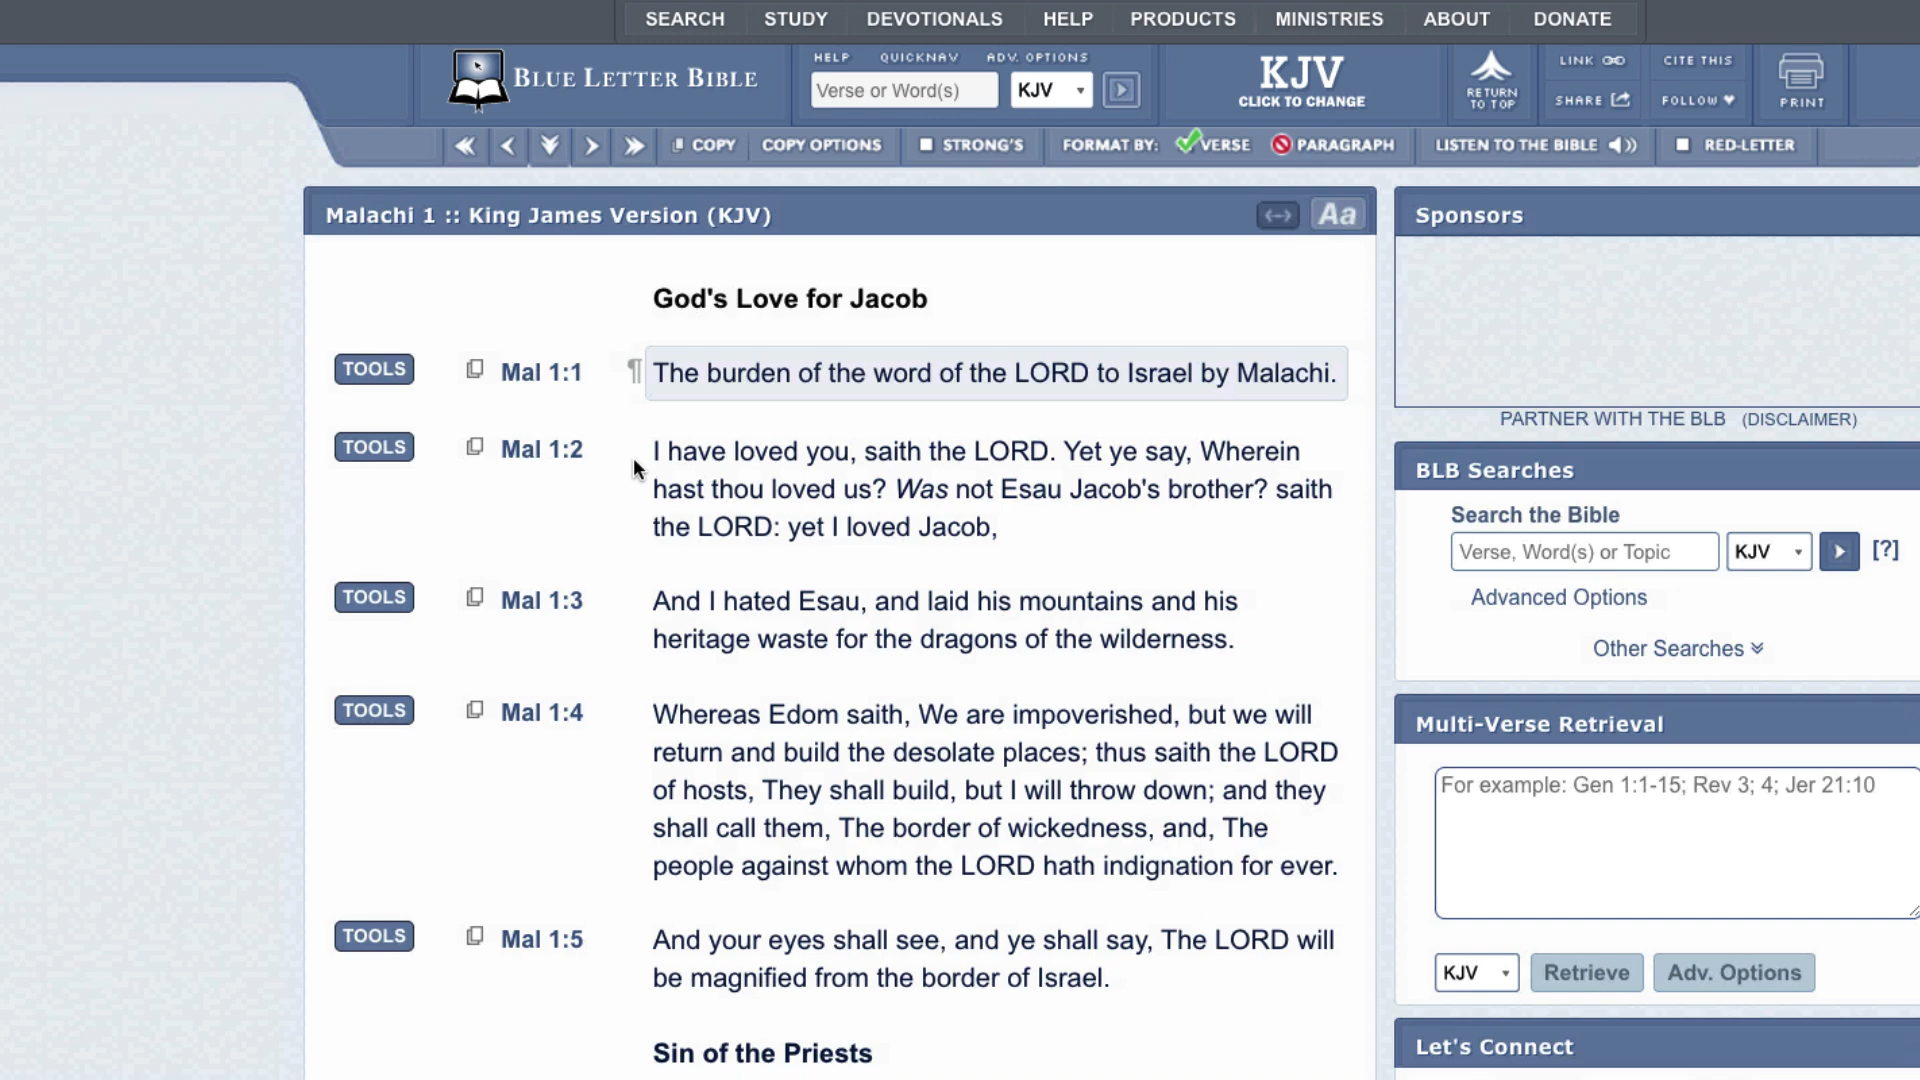 SEARCH STUDY DEVOTIONALS HELP PRODUCTS MINISTRIES ABOUT DONATE
BLUE LETTER BIBLE
HELP QUICKNAV ADV. OPTIONS
Verse or Word(s) KJV
KJV
CLICK TO CHANGE
RETURN
TO TOP
LINK CITE THIS
SHARE FOLLOW
PRINT
COPY COPY OPTIONS STRONG'S FORMAT BY: VERSE PARAGRAPH LISTEN TO THE BIBLE RED-LETTER
Malachi 1 :: King James Version (KJV) Aa
God's Love for Jacob
TOOLS Mal 1:1 ¶ The burden of the word of the LORD to Israel by Malachi.
TOOLS Mal 1:2 I have loved you, saith the LORD. Yet ye say, Wherein
hast thou loved us? Was not Esau Jacob's brother? saith
the LORD: yet I loved Jacob,
TOOLS Mal 1:3 And I hated Esau, and laid his mountains and his
heritage waste for the dragons of the wilderness.
TOOLS Mal 1:4 Whereas Edom saith, We are impoverished, but we will
return and build the desolate places; thus saith the LORD
of hosts, They shall build, but I will throw down; and they
shall call them, The border of wickedness, and, The
people against whom the LORD hath indignation for ever.
TOOLS Mal 1:5 And your eyes shall see, and ye shall say, The LORD will
be magnified from the border of Israel.
Sin of the Priests
Sponsors
PARTNER WITH THE BLB (DISCLAIMER)
BLB Searches
Search the Bible
Verse, Word(s) or Topic KJV [?]
Advanced Options
Other Searches
Multi-Verse Retrieval
For example: Gen 1:1-15; Rev 3; 4; Jer 21:10
KJV Retrieve Adv. Options
Let's Connect